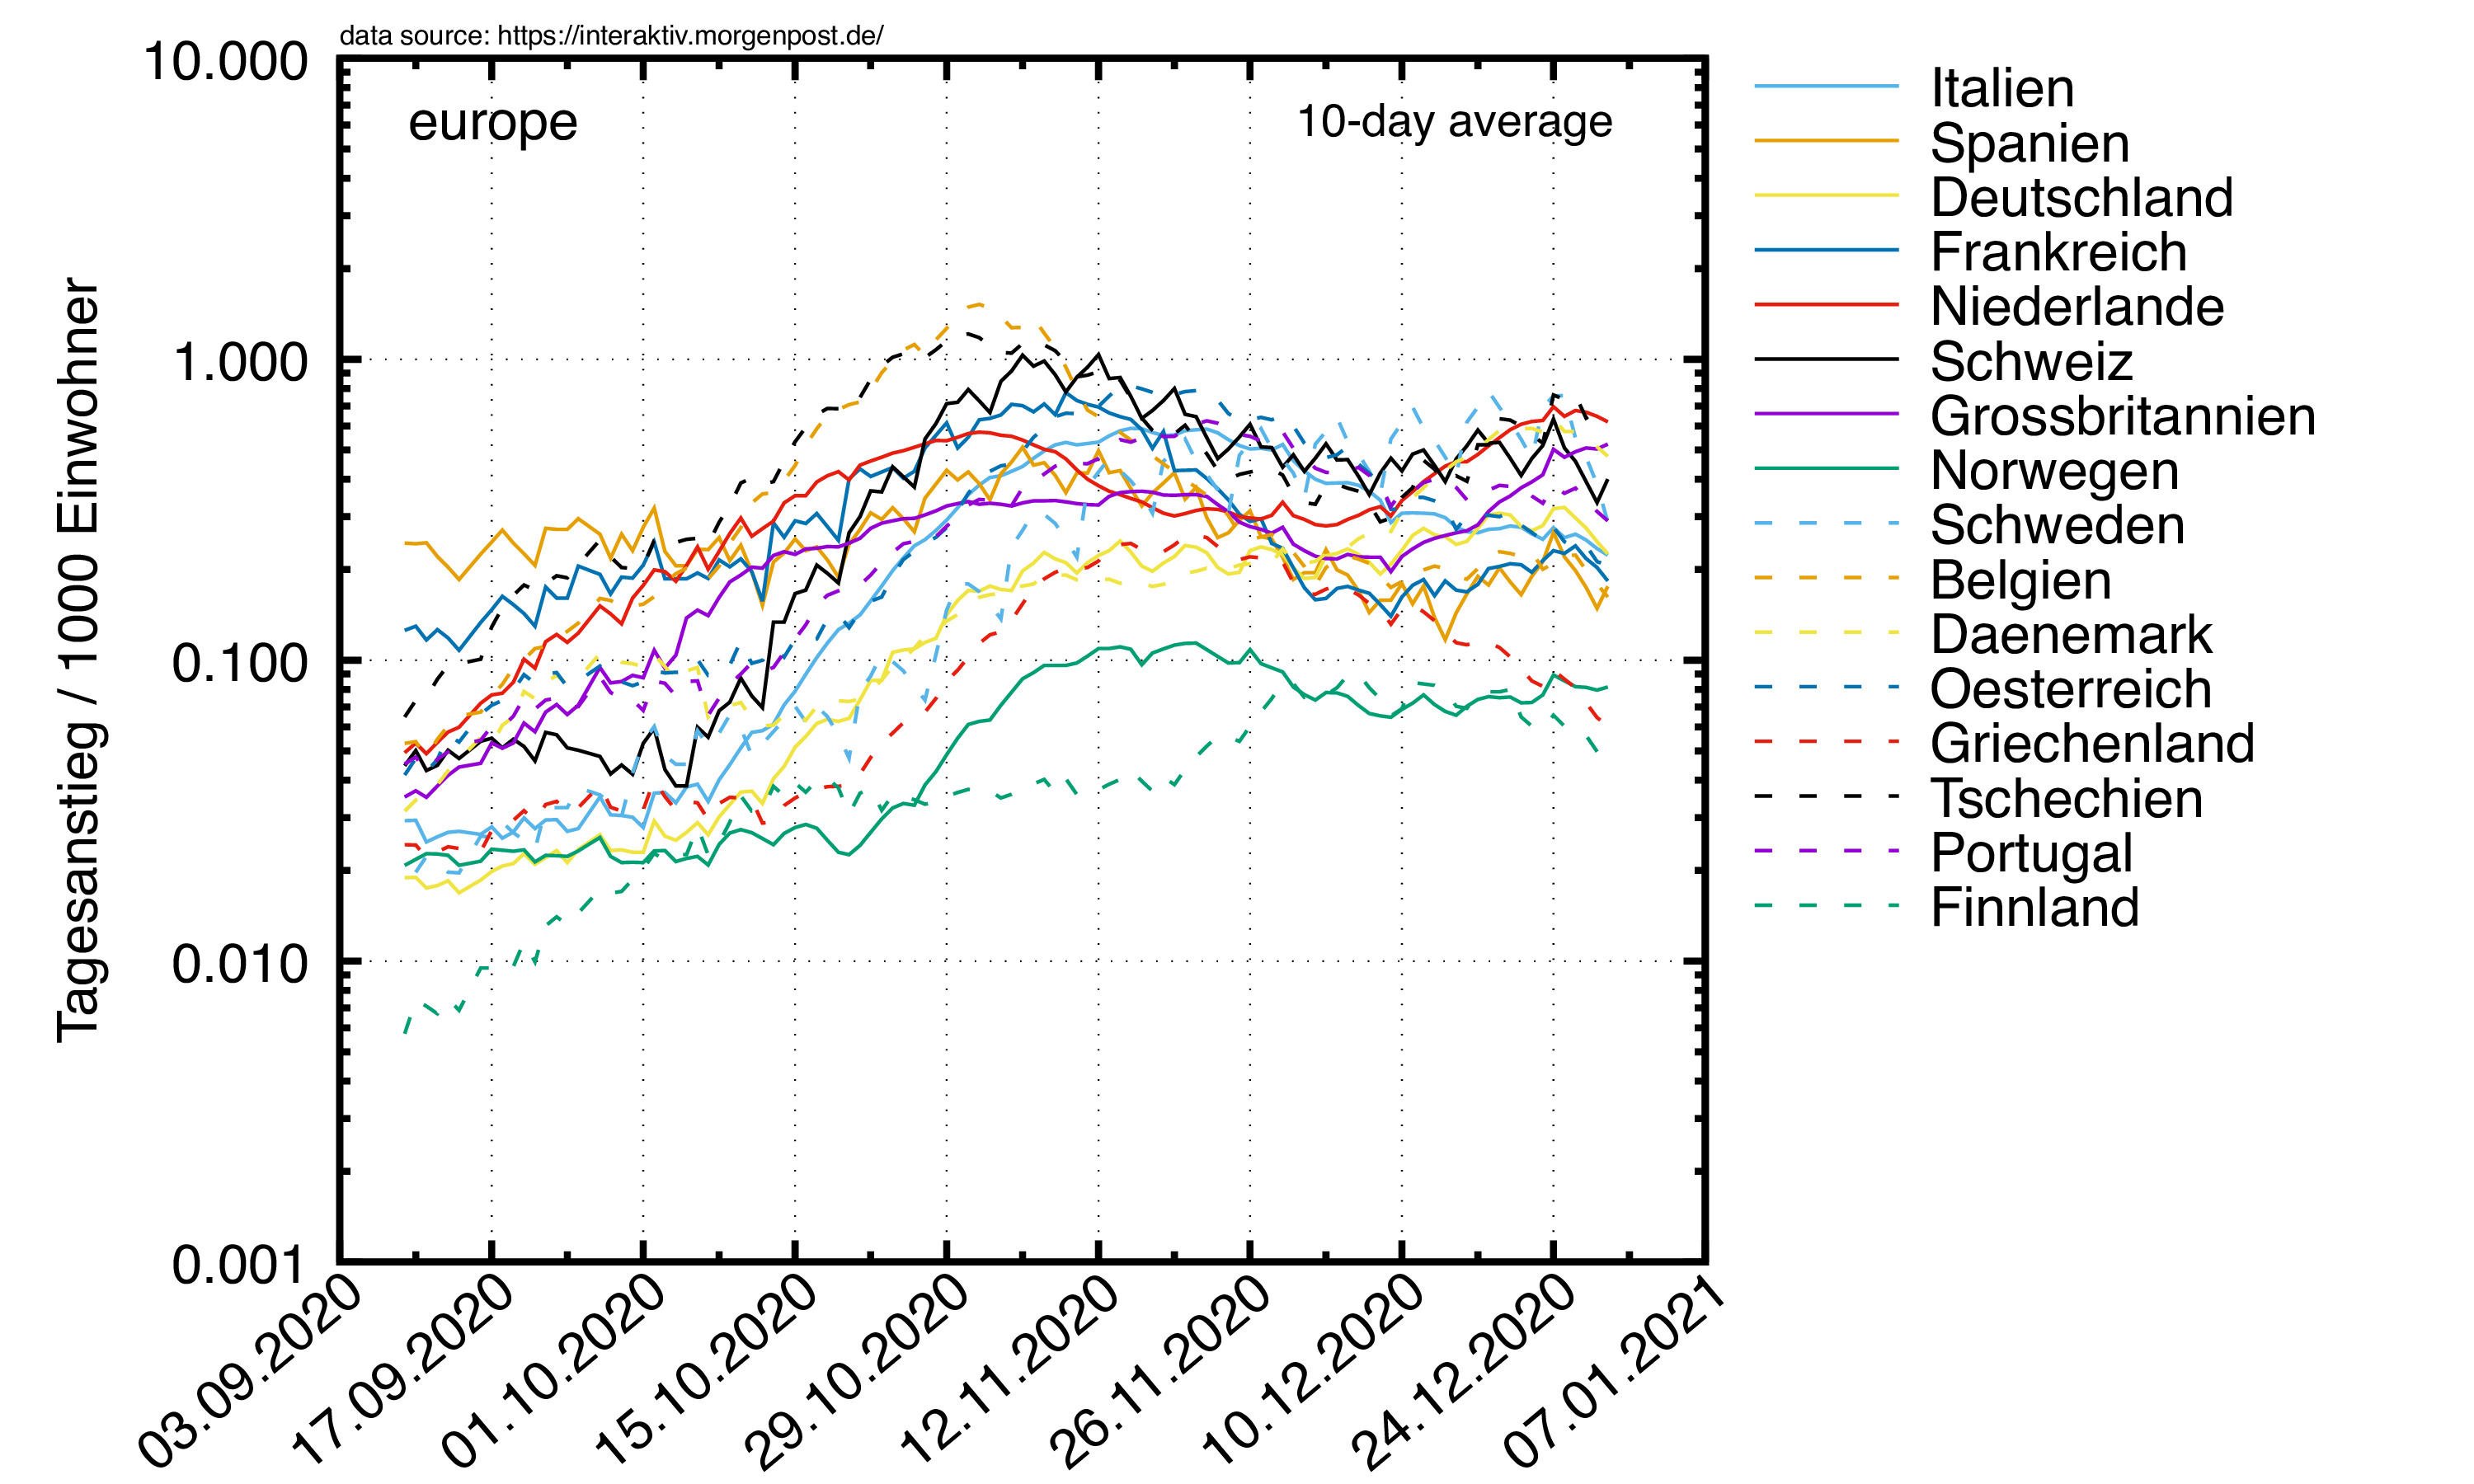 data source: https://interaktiv.morgenpost.de/
europe
10-day average
Tagesanstieg / 1000 Einwohner
10.000
1.000
0.100
0.010
0.001
03.09.2020
17.09.2020
01.10.2020
15.10.2020
29.10.2020
12.11.2020
26.11.2020
10.12.2020
24.12.2020
07.01.2021
Italien
Spanien
Deutschland
Frankreich
Niederlande
Schweiz
Grossbritannien
Norwegen
Schweden
Belgien
Daenemark
Oesterreich
Griechenland
Tschechien
Portugal
Finnland